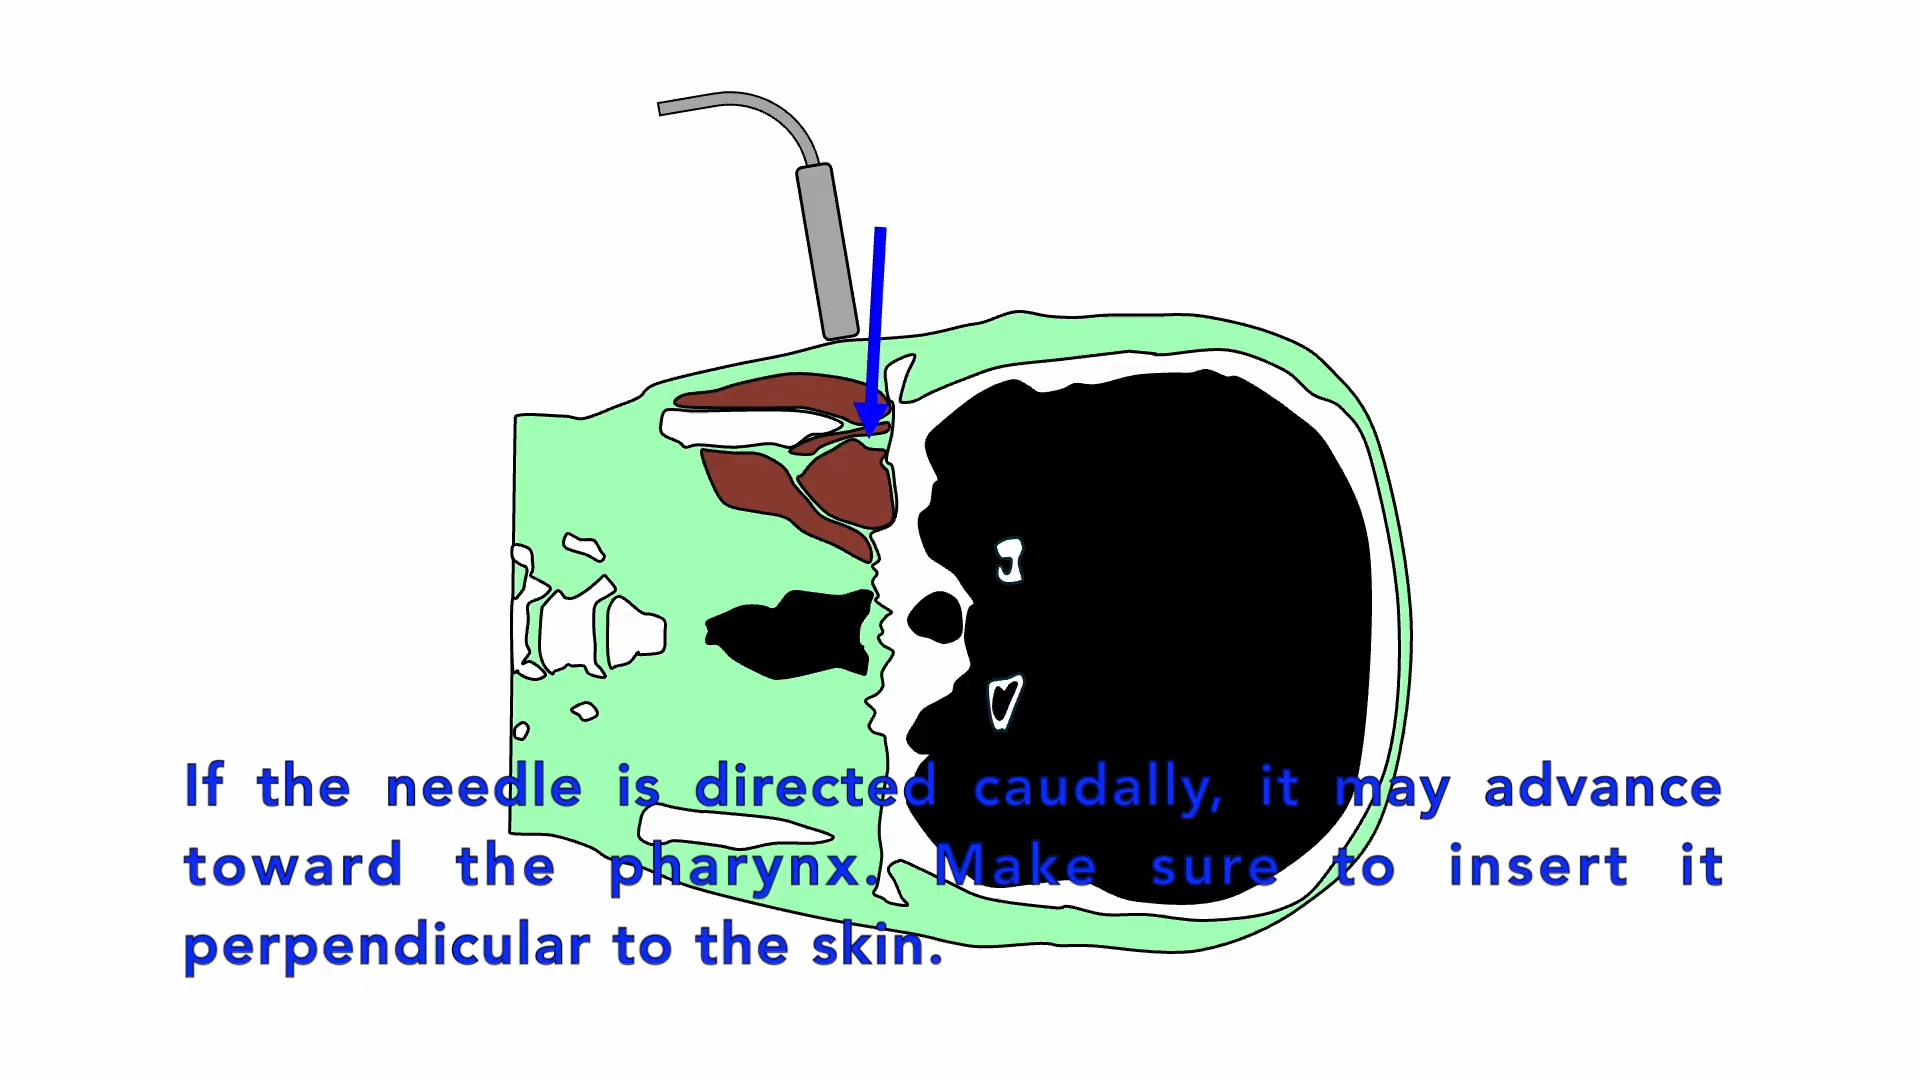 If the needle is directed caudally, it may advance
toward the pharynx. Make sure to insert it
perpendicular to the skin.